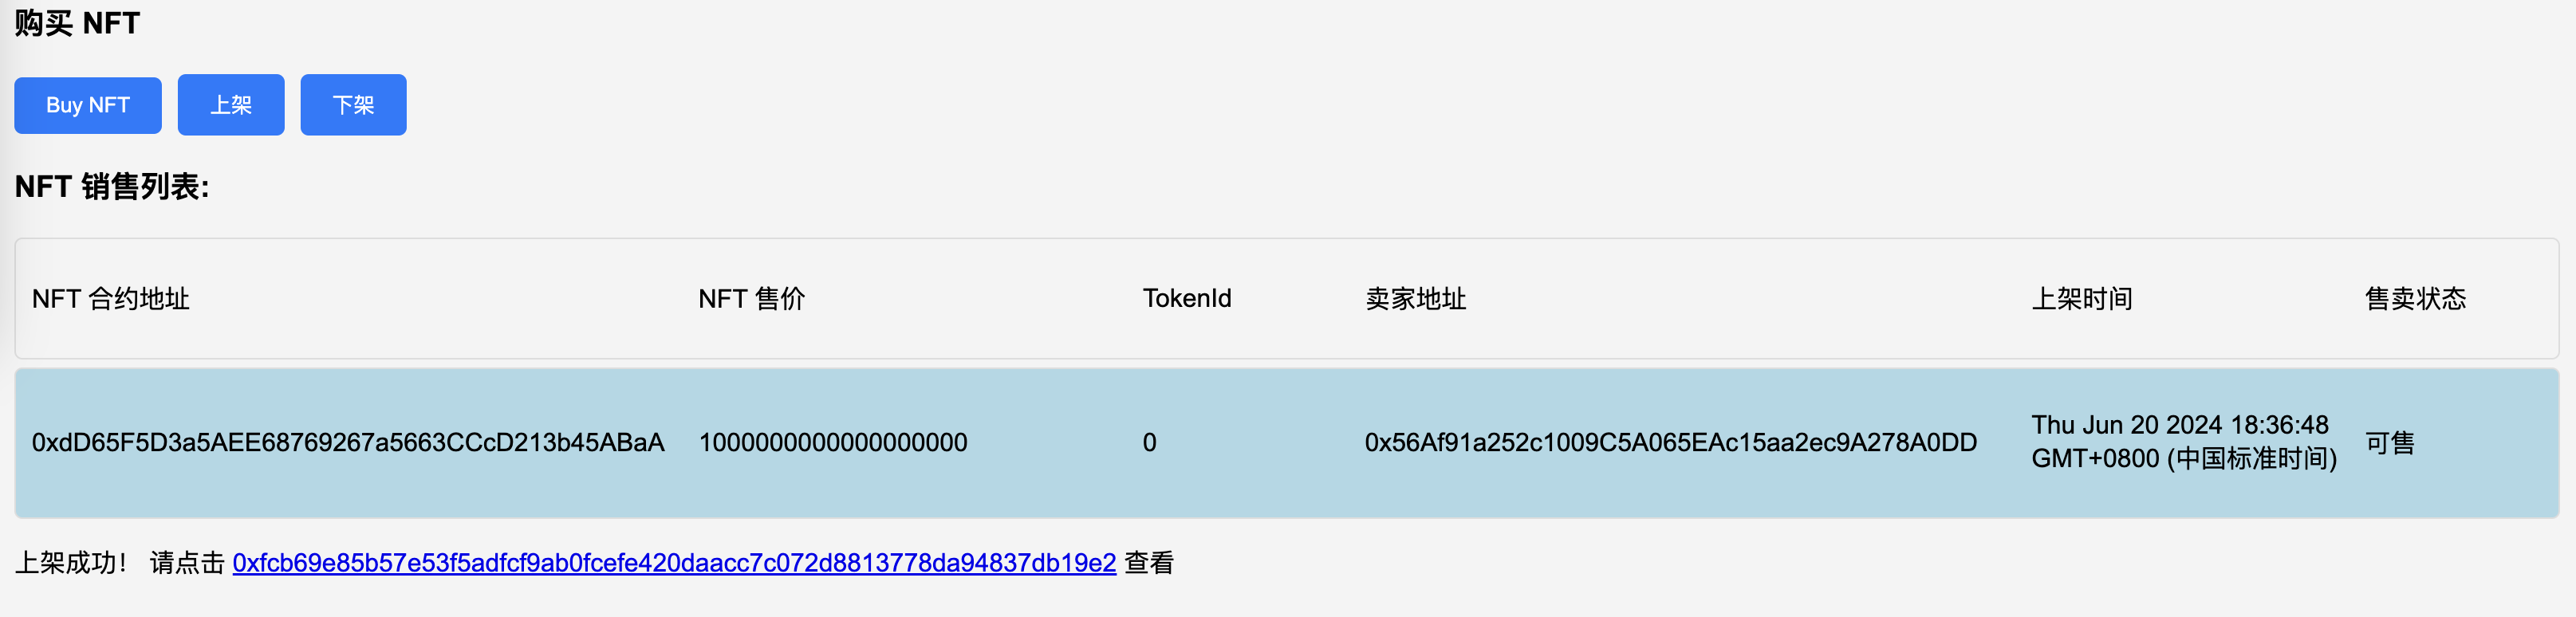 购买 NFT
Buy NFT 上架 下架
NFT 销售列表:
NFT 合约地址 NFT 售价 TokenId 卖家地址 上架时间 售卖状态
0xdD65F5D3a5AEE68769267a5663CCcD213b45ABaA 1000000000000000000 0 0x56Af91a252c1009C5A065EAc15aa2ec9A278A0DD Thu Jun 20 2024 18:36:48 可售
GMT+0800 (中国标准时间)
上架成功！ 请点击 0xfcb69e85b57e53f5adfcf9ab0fcefe420daacc7c072d8813778da94837db19e2 查看